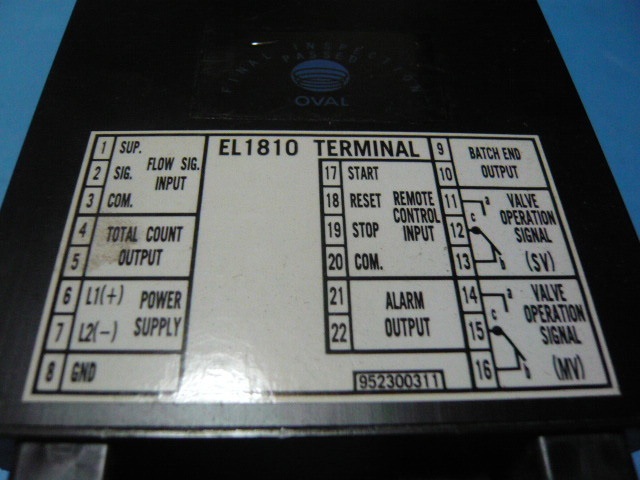 FINAL INSPECTION
PASSED
OVAL
EL1810 TERMINAL
1 SUP.
2 SIG.
3 COM.
FLOW SIG.
INPUT
4
5
TOTAL COUNT
OUTPUT
6 L1(+)
7 L2(−)
POWER
SUPPLY
8 GND
17 START
18 RESET
19 STOP
20 COM.
REMOTE
CONTROL
INPUT
21
22
ALARM
OUTPUT
952300311
9
10
BATCH END
OUTPUT
11 a
12 c
13 b
VALVE
OPERATION
SIGNAL
(SV)
14 a
15 c
16 b
VALVE
OPERATION
SIGNAL
(MV)